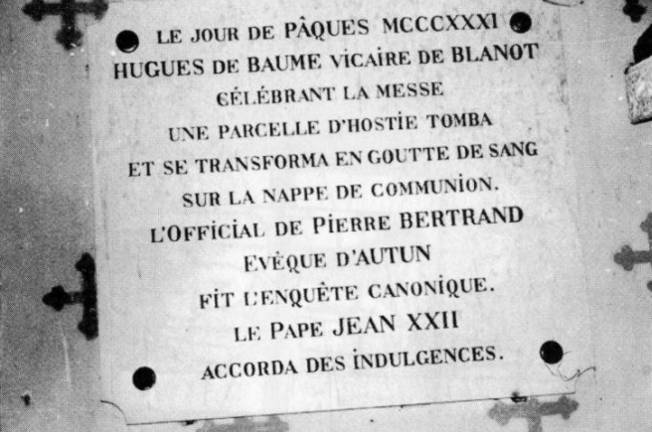 LE JOUR DE PÂQUES MCCCXXXI
HUGUES DE BAUME VICAIRE DE BLANOT
CÉLÉBRANT LA MESSE
UNE PARCELLE D'HOSTIE TOMBA
ET SE TRANSFORMA EN GOUTTE DE SANG
SUR LA NAPPE DE COMMUNION.
L'OFFICIAL DE PIERRE BERTRAND
EVÈQUE D'AUTUN
FIT L'ENQUÊTE CANONIQUE.
LE PAPE JEAN XXII
ACCORDA DES INDULGENCES.